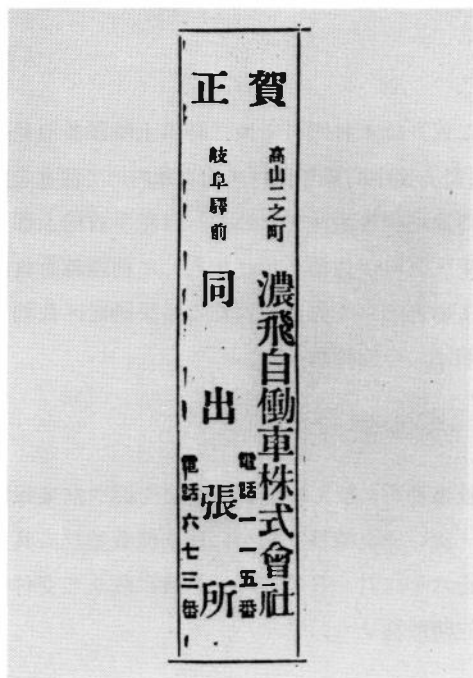 賀正
高山二之町
濃飛自働車株式會社
電話一一五番
岐阜驛前
同出張所
電話六七三番